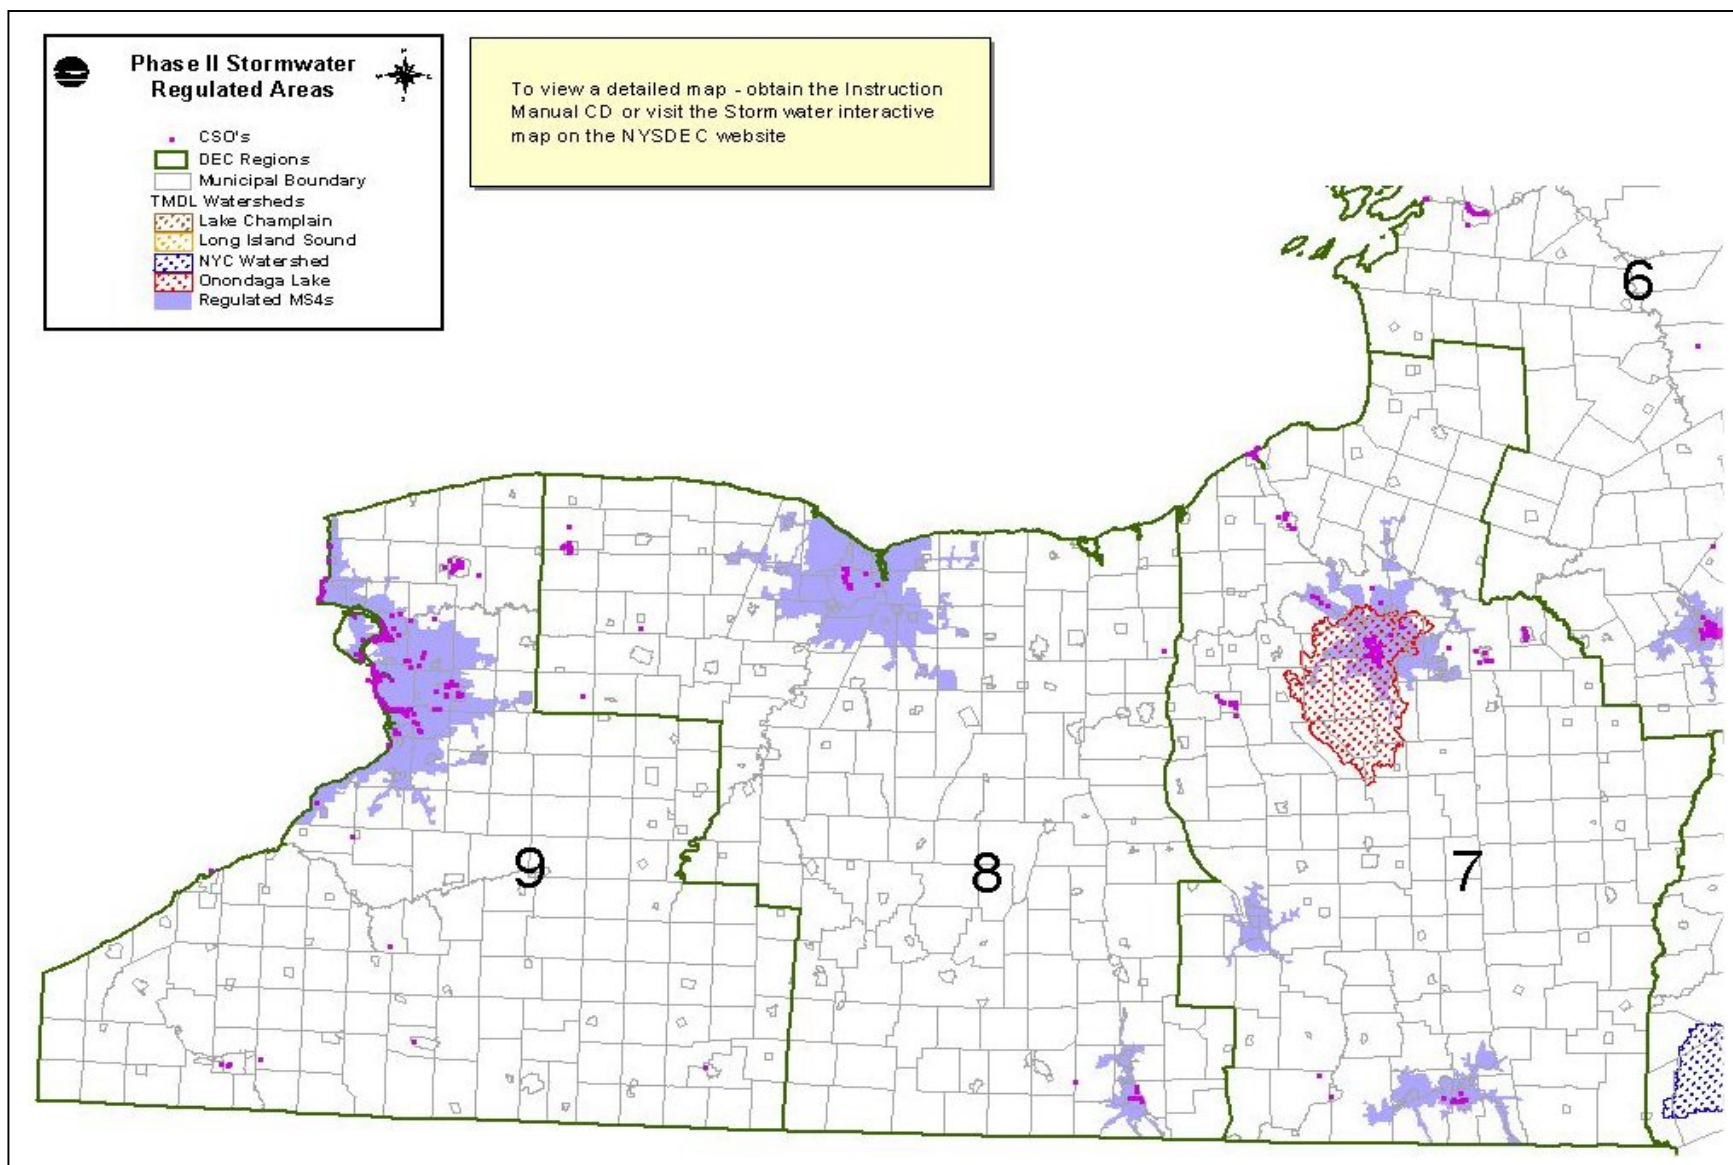 Phase II Stormwater
Regulated Areas
CSO's
DEC Regions
Municipal Boundary
TMDL Watersheds
Lake Champlain
Long Island Sound
NYC Watershed
Onondaga Lake
Regulated MS4s
To view a detailed map - obtain the Instruction
Manual CD or visit the Stormwater interactive
map on the NYSDEC website
6
9
8
7